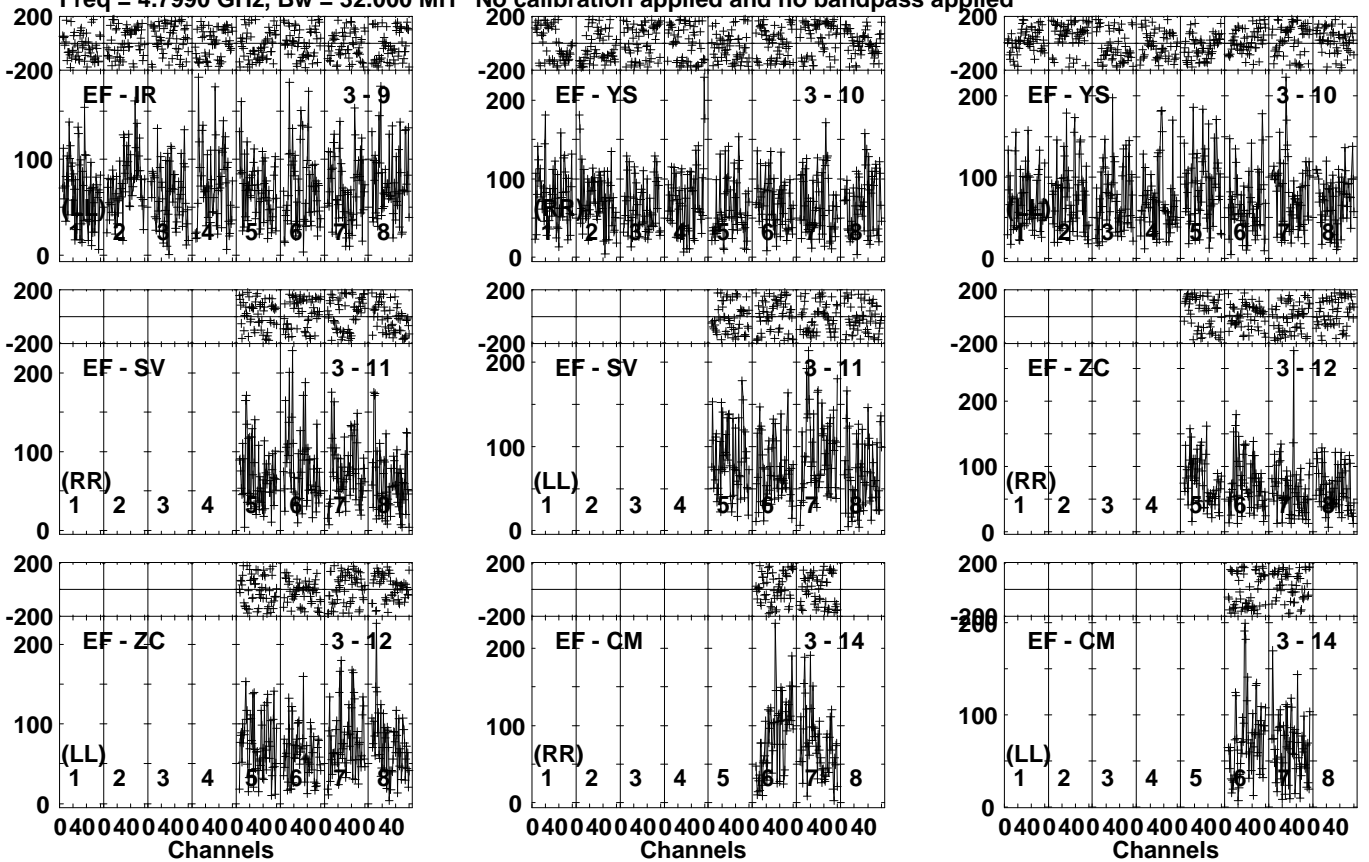 Freq = 4.7990 GHz, Bw = 32.000 MH No calibration applied and no bandpass applied
200 200 200
-200 -200 -200
EF - IR 3 - 9 EF - YS 3 - 10 EF - YS 3 - 10
200 200 200
100 100 100
(LL) (RR) (LL)
1 2 3 4 5 6 7 8 1 2 3 4 5 6 7 8 1 2 3 4 5 6 7 8
0 0 0
200 200 200
-200 -200 -200
EF - SV 3 - 11 EF - SV 3 - 11 EF - ZC 3 - 12
200 200 200
100 100 100
(RR) (LL) (RR)
1 2 3 4 5 6 7 8 1 2 3 4 5 6 7 8 1 2 3 4 5 6 7 8
0 0 0
200 200 200
-200 -200 -200
EF - ZC 3 - 12 EF - CM 3 - 14 EF - CM 3 - 14
200 200 200
100 100 100
(LL) (RR) (LL)
1 2 3 4 5 6 7 8 1 2 3 4 5 6 7 8 1 2 3 4 5 6 7 8
0 0 0
0 40 0 40 0 40 0 40 0 40 0 40 0 40 0 40 0 40 0 40 0 40 0 40 0 40 0 40 0 40 0 40 0 40 0 40 0 40 0 40 0 40 0 40 0 40 0 40
Channels Channels Channels